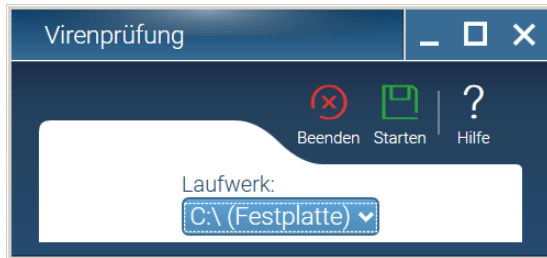 Virenprüfung
Beenden Starten Hilfe
Laufwerk:
C:\ (Festplatte)